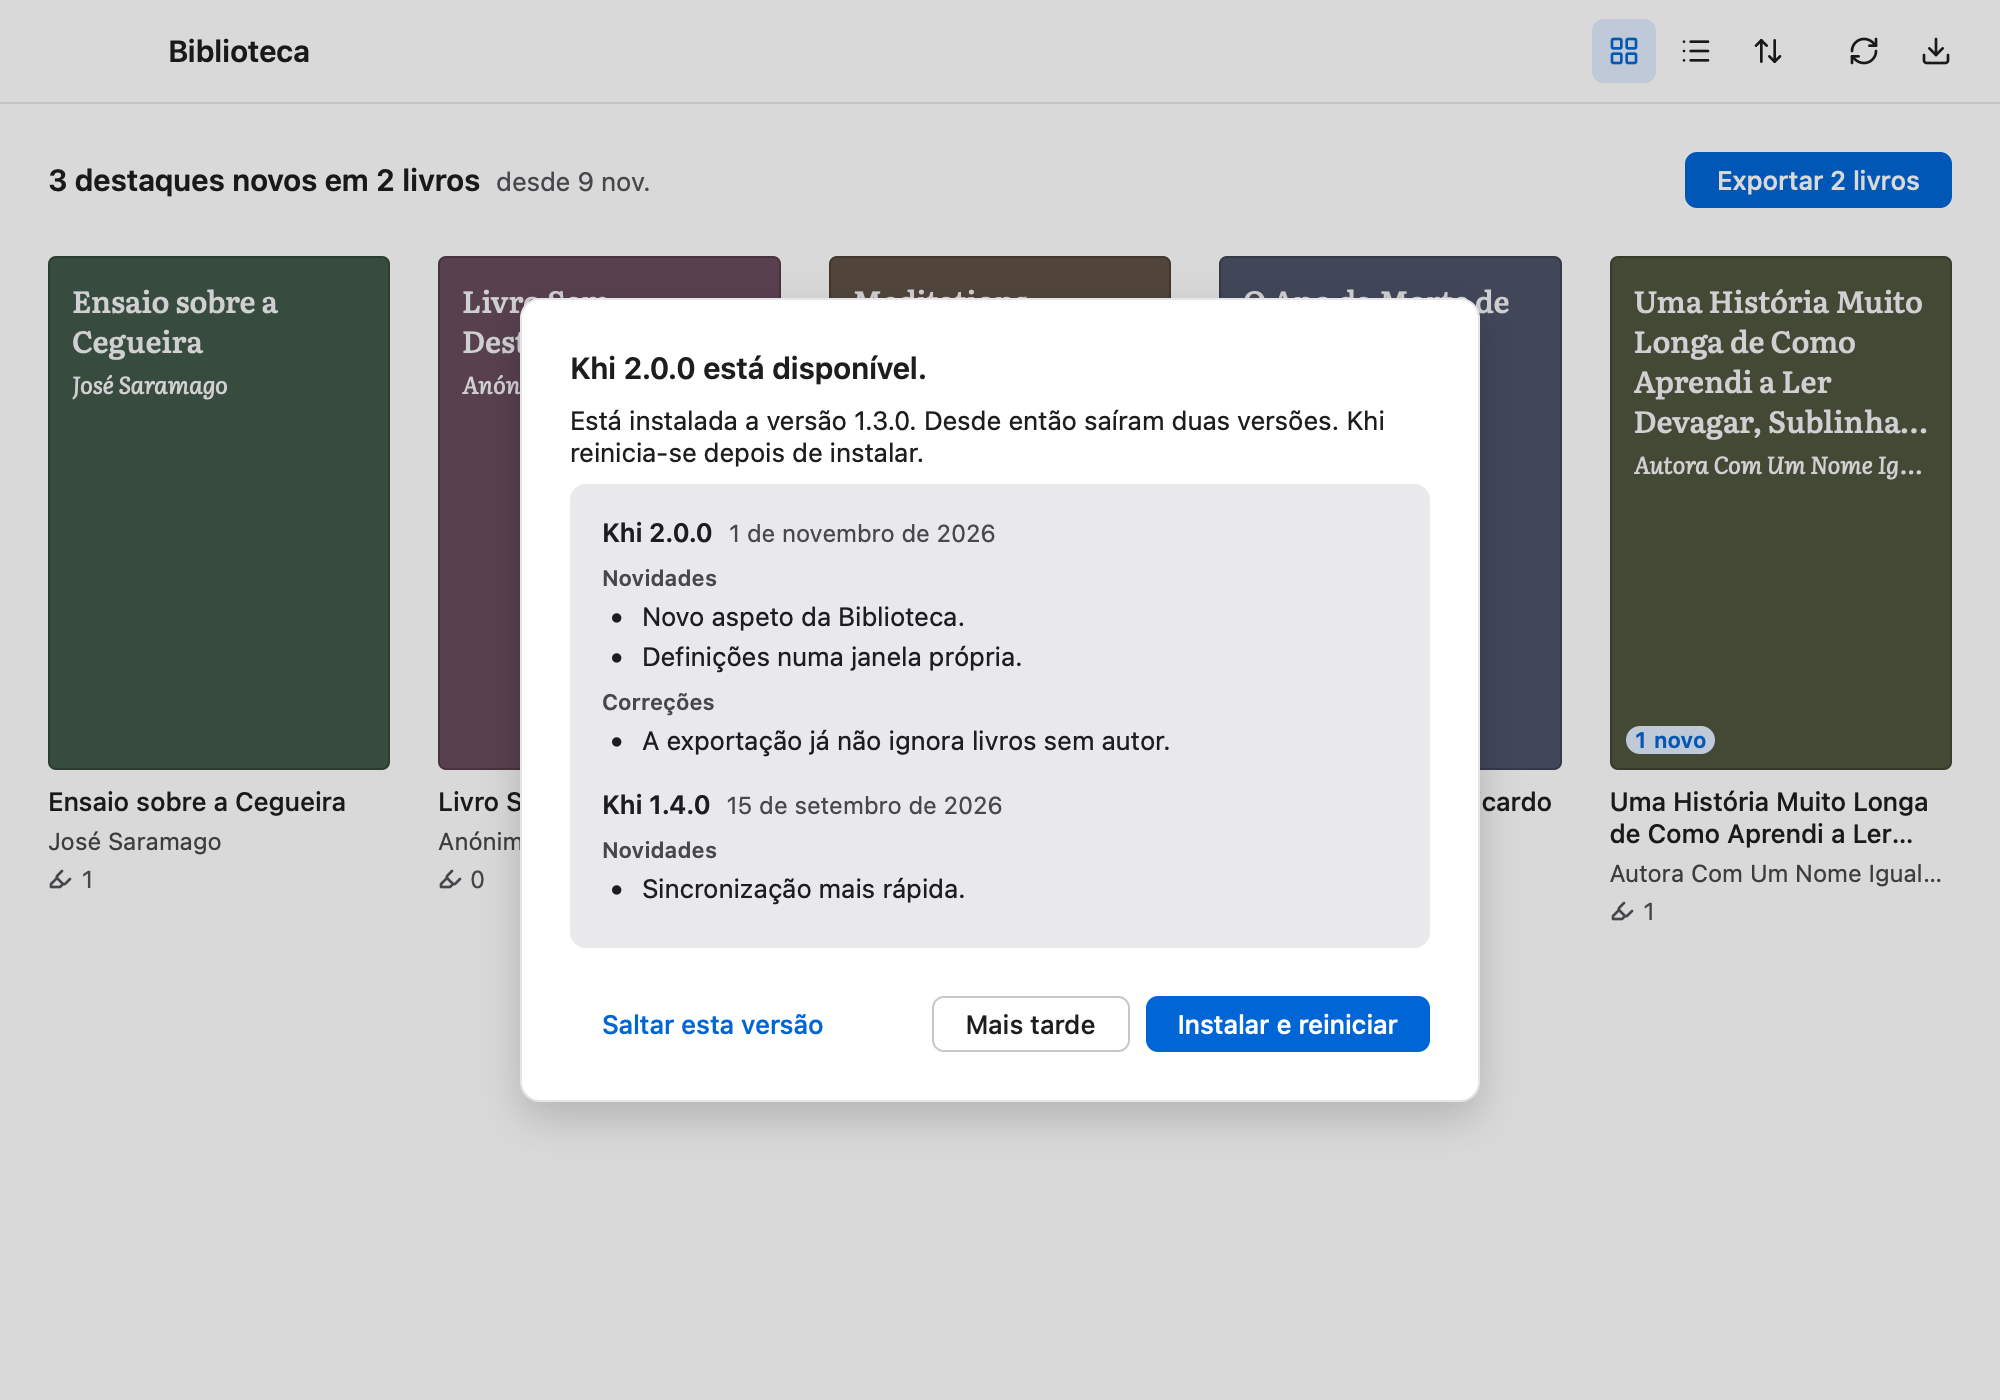 Biblioteca
3 destaques novos em 2 livros desde 9 nov.
Exportar 2 livros
Ensaio sobre a
Cegueira
José Saramago
Uma História Muito
Longa de Como
Aprendi a Ler
Devagar, Sublinha...
Autora Com Um Nome Ig...
1 novo
Khi 2.0.0 está disponível.
Está instalada a versão 1.3.0. Desde então saíram duas versões. Khi
reinicia-se depois de instalar.
Khi 2.0.0 1 de novembro de 2026
Novidades
• Novo aspeto da Biblioteca.
• Definições numa janela própria.
Correções
• A exportação já não ignora livros sem autor.
Khi 1.4.0 15 de setembro de 2026
Novidades
• Sincronização mais rápida.
Saltar esta versão
Mais tarde
Instalar e reiniciar
Ensaio sobre a Cegueira
José Saramago
1
Livro
0
Uma História Muito Longa
de Como Aprendi a Ler...
Autora Com Um Nome Igual...
1